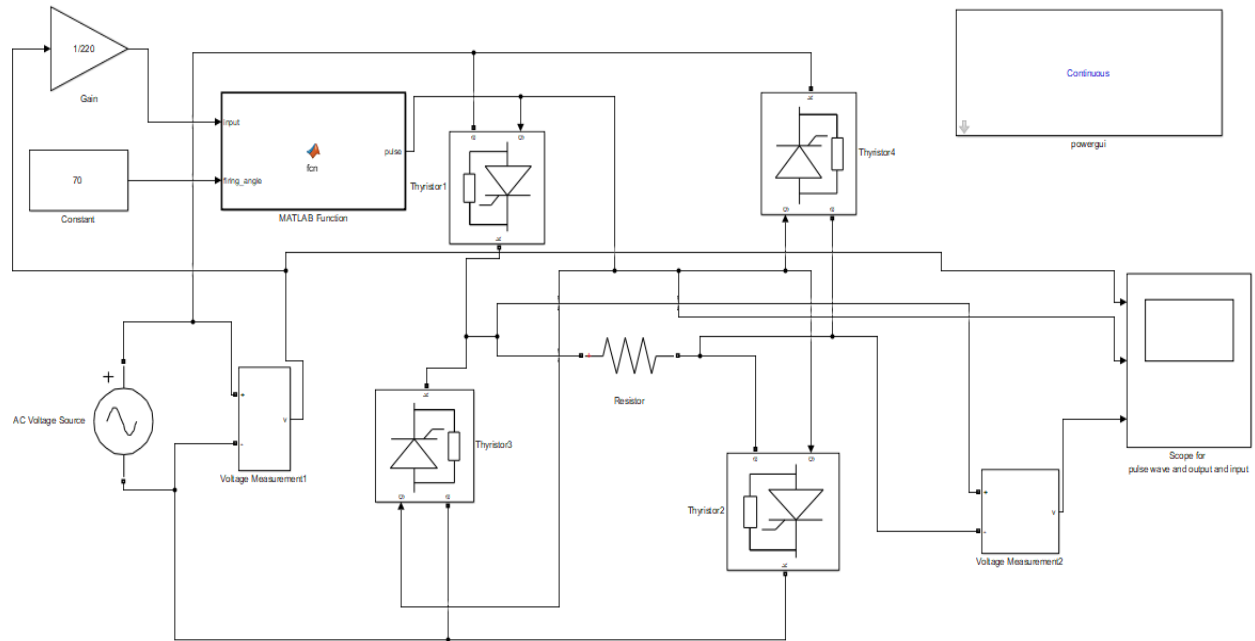 1/220
Gain
Continuous
powergui
input
fcn
pulse
firing_angle
MATLAB Function
70
Constant
a
g
Thyristor1
k
k
Thyristor4
g
a
+
AC Voltage Source
+
-
v
Voltage Measurement1
k
Thyristor3
g
a
+
Resistor
a
g
Thyristor2
k
+
-
v
Voltage Measurement2
Scope for
pulse wave and output and input